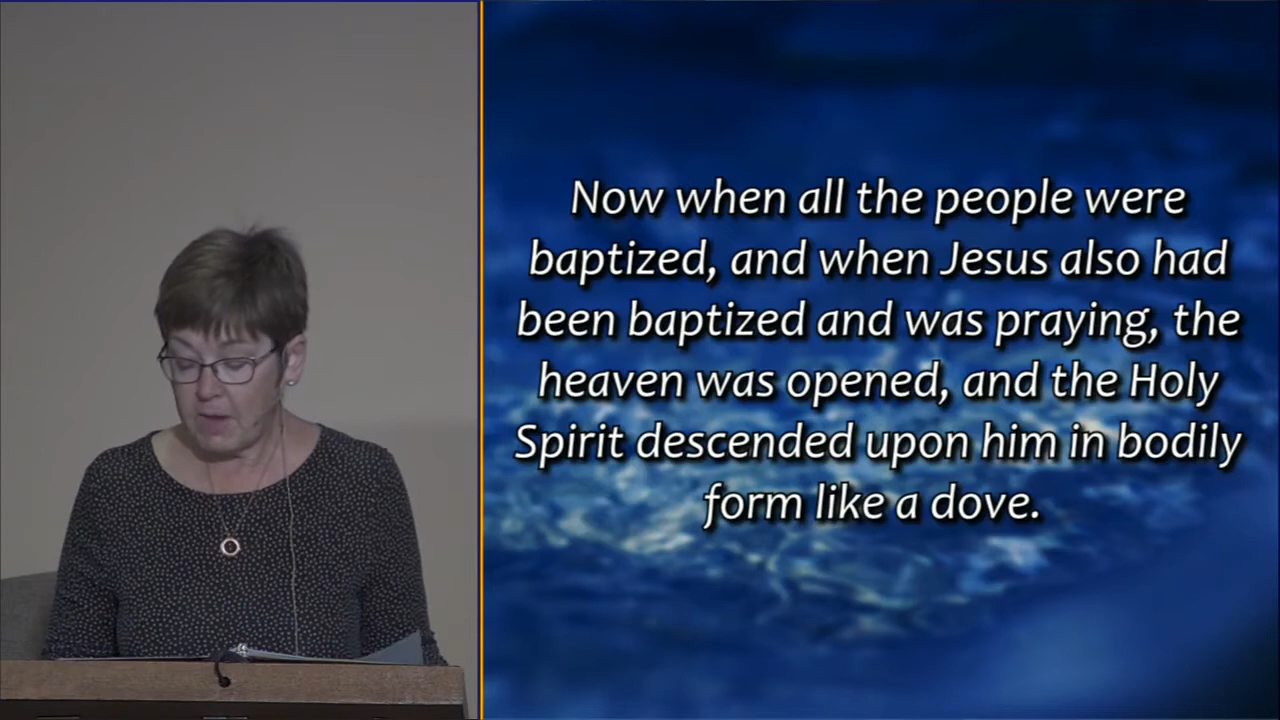 Now when all the people were
baptized, and when Jesus also had
been baptized and was praying, the
heaven was opened, and the Holy
Spirit descended upon him in bodily
form like a dove.